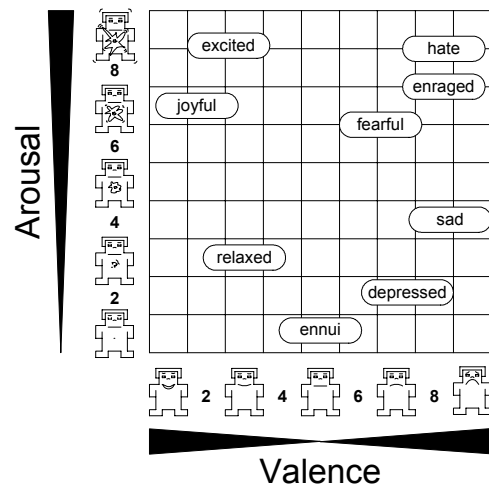 excited
hate
8
enraged
joyful
fearful
6
Arousal
4
sad
relaxed
2
depressed
ennui
2 4 6 8
Valence